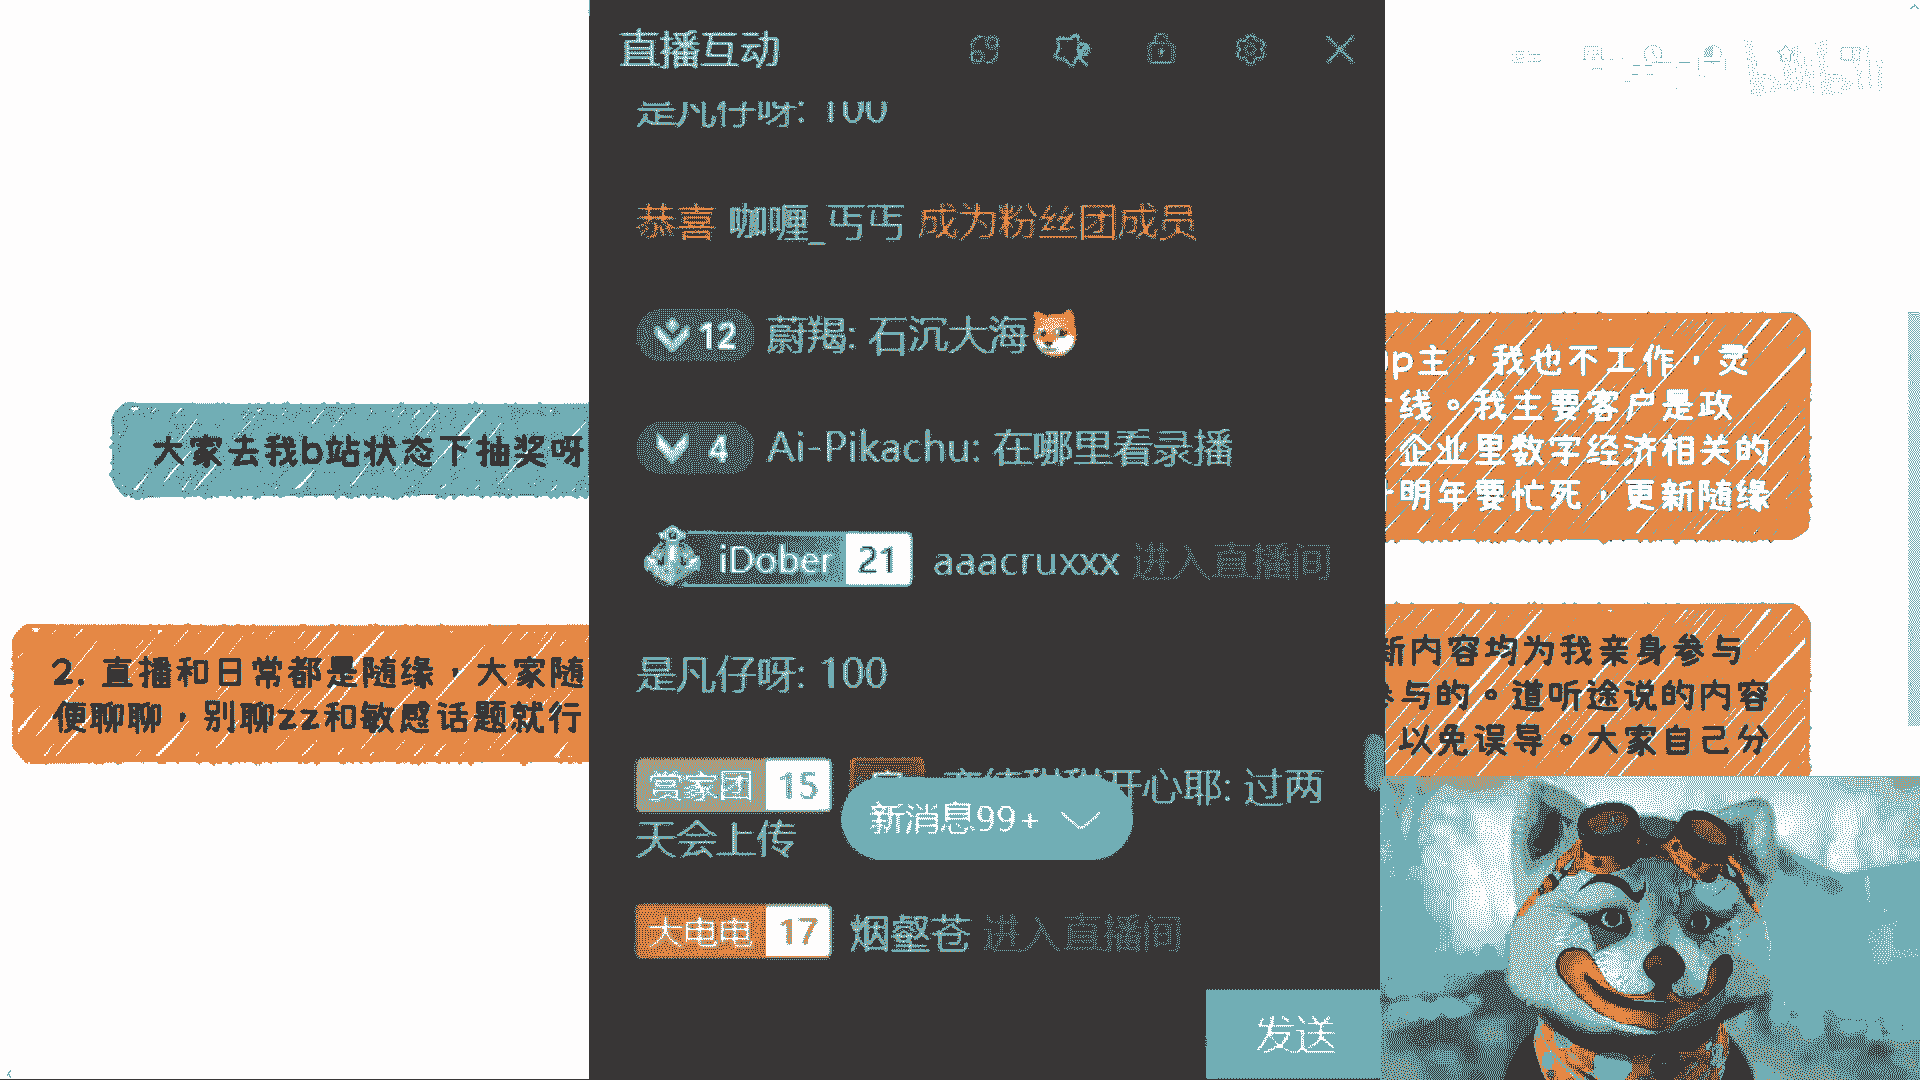 直播互动
是凡仔呀: 100
恭喜 咖喱_丐丐 成为粉丝团成员
12 蔚羯: 石沉大海
4 Ai-Pikachu: 在哪里看录播
iDober 21 aaacruxxx 进入直播间
是凡仔呀: 100
赏家团 15 开心耶: 过两
天会上传
新消息99+
大电电 17 烟壑苍 进入直播间
发送
大家去我b站状态下抽奖呀
2. 直播和日常都是随缘，大家随
便聊聊，别聊zz和敏感话题就行
p主，我也不工作，灵
线。我主要客户是政
企业里数字经济相关的
明年要忙死，更新随缘
新内容均为我亲身参与
参与的。道听途说的内容
以免误导。大家自己分